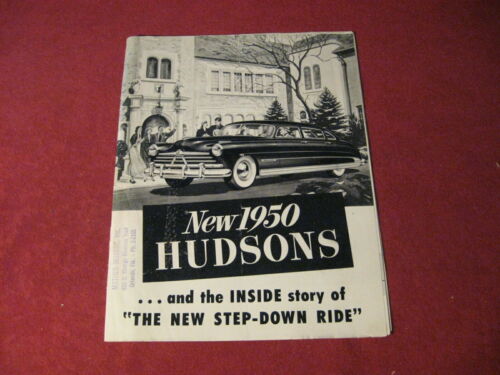 New 1950
HUDSONS
... and the INSIDE story of
"THE NEW STEP-DOWN RIDE"